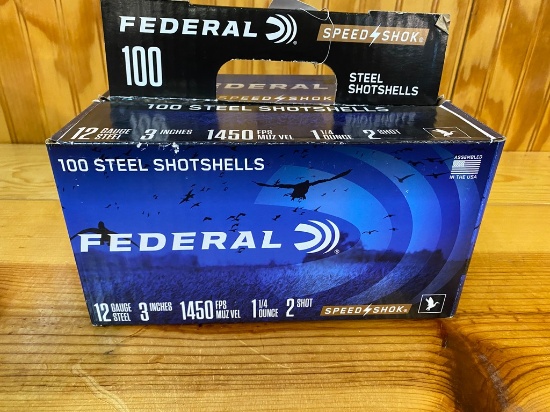 FEDERAL SPEED SHOK®
100
STEEL SHOTSHELLS
FEDERAL
SPEED SHOK
100 STEEL SHOTSHELLS
12 GAUGE STEEL 3 INCHES 1450 FPS MUZ VEL 1 1/4 OUNCE 2 SHOT
100 STEEL SHOTSHELLS
ASSEMBLED IN THE USA
FEDERAL®
12 GAUGE STEEL 3 INCHES 1450 FPS MUZ VEL 1 1/4 OUNCE 2 SHOT SPEED SHOK®